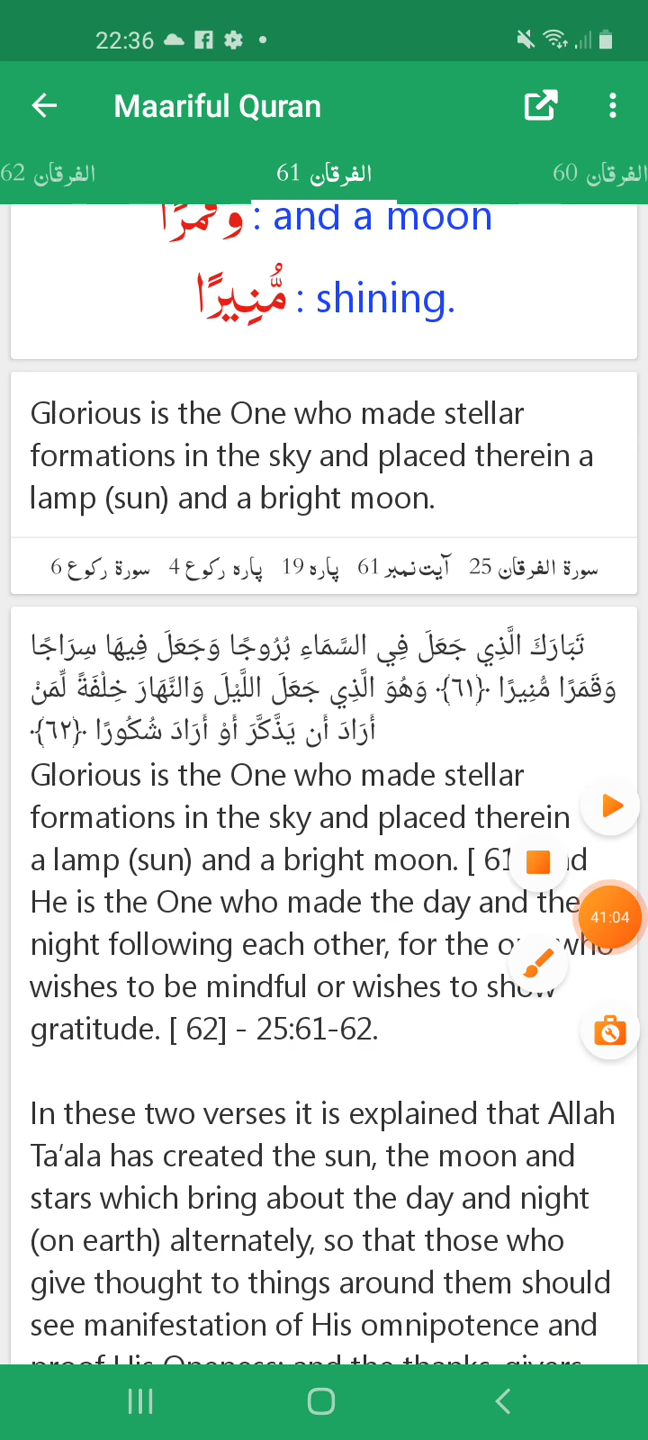 22:36
Maariful Quran
الفرقان 62 الفرقان 61 الفرقان 60
وَقَمَرًا : and a moon
مُّنِيرًا : shining.
Glorious is the One who made stellar
formations in the sky and placed therein a
lamp (sun) and a bright moon.
سورة الفرقان 25 آیت نمبر 61 پارہ 19 پارہ رکوع 4 سورة رکوع 6
تَبَارَكَ الَّذِي جَعَلَ فِي السَّمَاءِ بُرُوجًا وَجَعَلَ فِيهَا سِرَاجًا
وَقَمَرًا مُّنِيرًا ﴿٦١﴾ وَهُوَ الَّذِي جَعَلَ اللَّيْلَ وَالنَّهَارَ خِلْفَةً لِّمَنْ
أَرَادَ أَن يَذَّكَّرَ أَوْ أَرَادَ شُكُورًا ﴿٦٢﴾
Glorious is the One who made stellar
formations in the sky and placed therein
a lamp (sun) and a bright moon. [ 61
He is the One who made the day and the
41:04
night following each other, for the who
wishes to be mindful or wishes to show
gratitude. [ 62] - 25:61-62.
In these two verses it is explained that Allah
Ta’ala has created the sun, the moon and
stars which bring about the day and night
(on earth) alternately, so that those who
give thought to things around them should
see manifestation of His omnipotence and